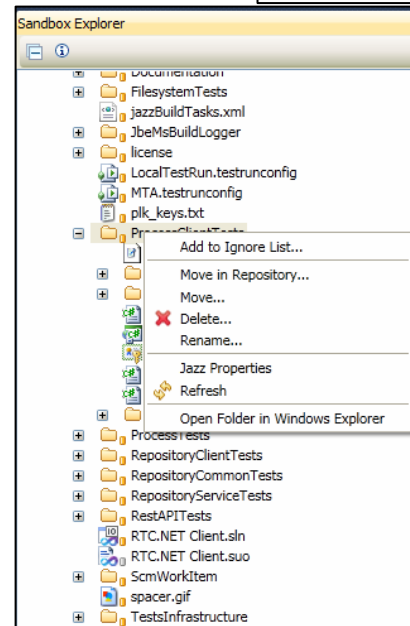 Sandbox Explorer
Documentation
FilesystemTests
jazzBuildTasks.xml
JbeMsBuildLogger
license
LocalTestRun.testrunconfig
MTA.testrunconfig
plk_keys.txt
ProcessClientTests
Add to Ignore List...
Move in Repository...
Move...
Delete...
Rename...
Jazz Properties
Refresh
Open Folder in Windows Explorer
ProcessTests
RepositoryClientTests
RepositoryCommonTests
RepositoryServiceTests
RestAPITests
RTC.NET Client.sln
RTC.NET Client.suo
ScmWorkItem
spacer.gif
TestsInfrastructure